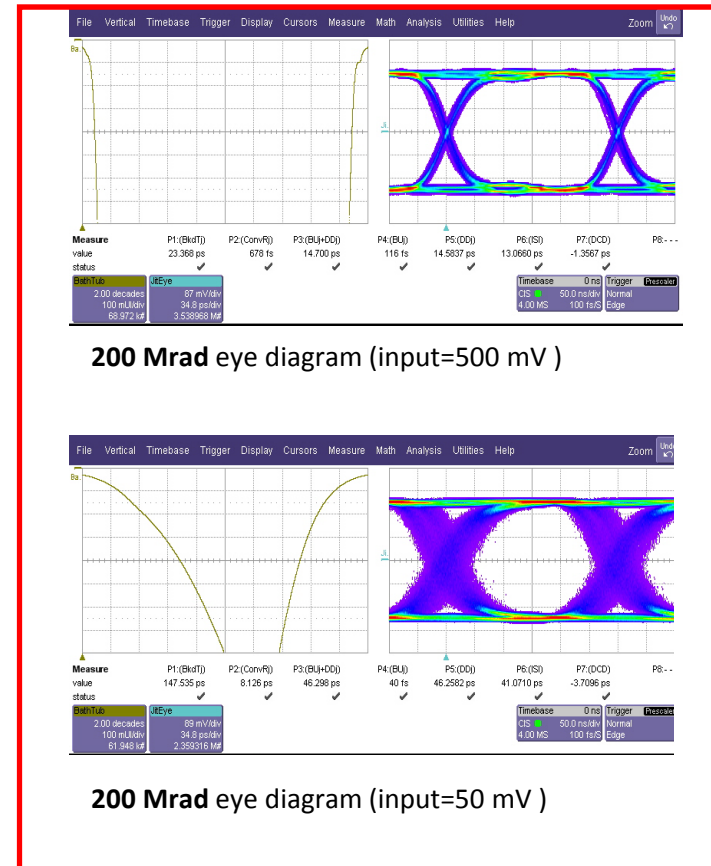 File Vertical Timebase Trigger Display Cursors Measure Math Analysis Utilities Help Zoom Undo
Ba.
Measure P1:(BkdTj) P2:(ConvRj) P3:(BUj+DDj) P4:(BUj) P5:(DDj) P6:(ISI) P7:(DCD) P8:- - -
value 23.368 ps 678 fs 14.700 ps 116 fs 14.5837 ps 13.0660 ps -1.3567 ps
status
BathTub JitEye Timebase 0 ns Trigger Prescaler
2.00 decades 67 mV/div CIS 50.0 ns/div Normal
100 mUI/div 34.8 ps/div 4.00 MS 100 fs/S Edge
68.972 k# 3.538968 M#
200 Mrad eye diagram (input=500 mV )
File Vertical Timebase Trigger Display Cursors Measure Math Analysis Utilities Help Zoom Undo
Ba.
Measure P1:(BkdTj) P2:(ConvRj) P3:(BUj+DDj) P4:(BUj) P5:(DDj) P6:(ISI) P7:(DCD) P8:- -
value 147.535 ps 8.126 ps 46.298 ps 40 fs 46.2582 ps 41.0710 ps -3.7096 ps
status
BathTub JitEye Timebase 0 ns Trigger Prescaler
2.00 decades 89 mV/div CIS 50.0 ns/div Normal
100 mUI/div 34.8 ps/div 4.00 MS 100 fs/S Edge
61.948 k# 2.359316 M#
200 Mrad eye diagram (input=50 mV )